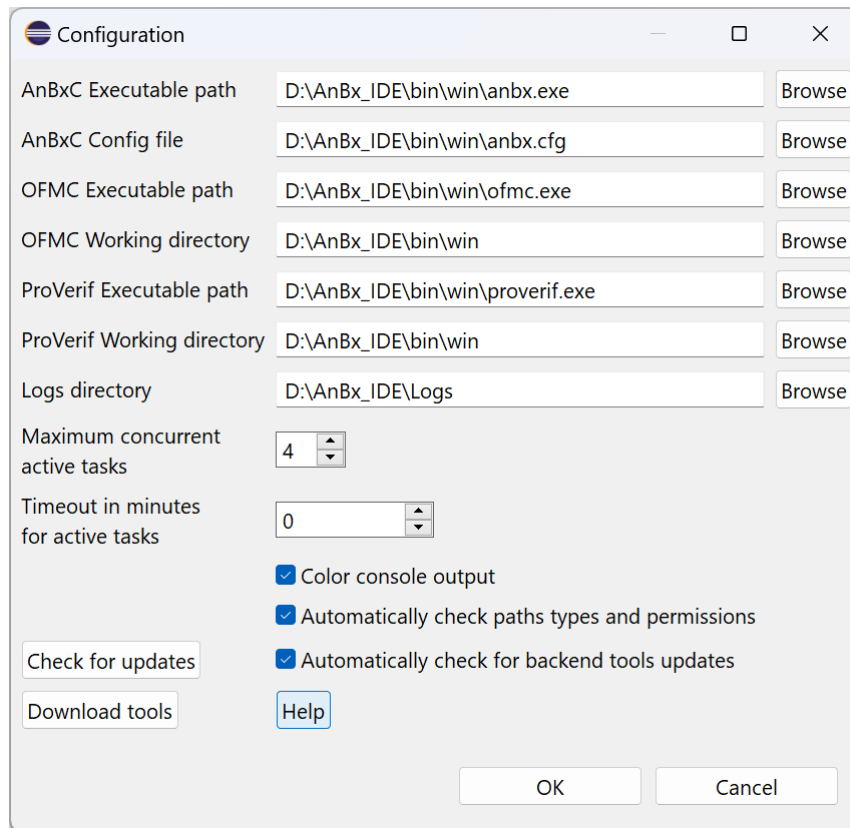 Configuration
AnBxC Executable path D:\AnBx_IDE\bin\win\anbx.exe Browse
AnBxC Config file D:\AnBx_IDE\bin\win\anbx.cfg Browse
OFMC Executable path D:\AnBx_IDE\bin\win\ofmc.exe Browse
OFMC Working directory D:\AnBx_IDE\bin\win Browse
ProVerif Executable path D:\AnBx_IDE\bin\win\proverif.exe Browse
ProVerif Working directory D:\AnBx_IDE\bin\win Browse
Logs directory D:\AnBx_IDE\Logs Browse
Maximum concurrent
active tasks 4
Timeout in minutes
for active tasks 0
Color console output
Automatically check paths types and permissions
Check for updates Automatically check for backend tools updates
Download tools Help
OK Cancel